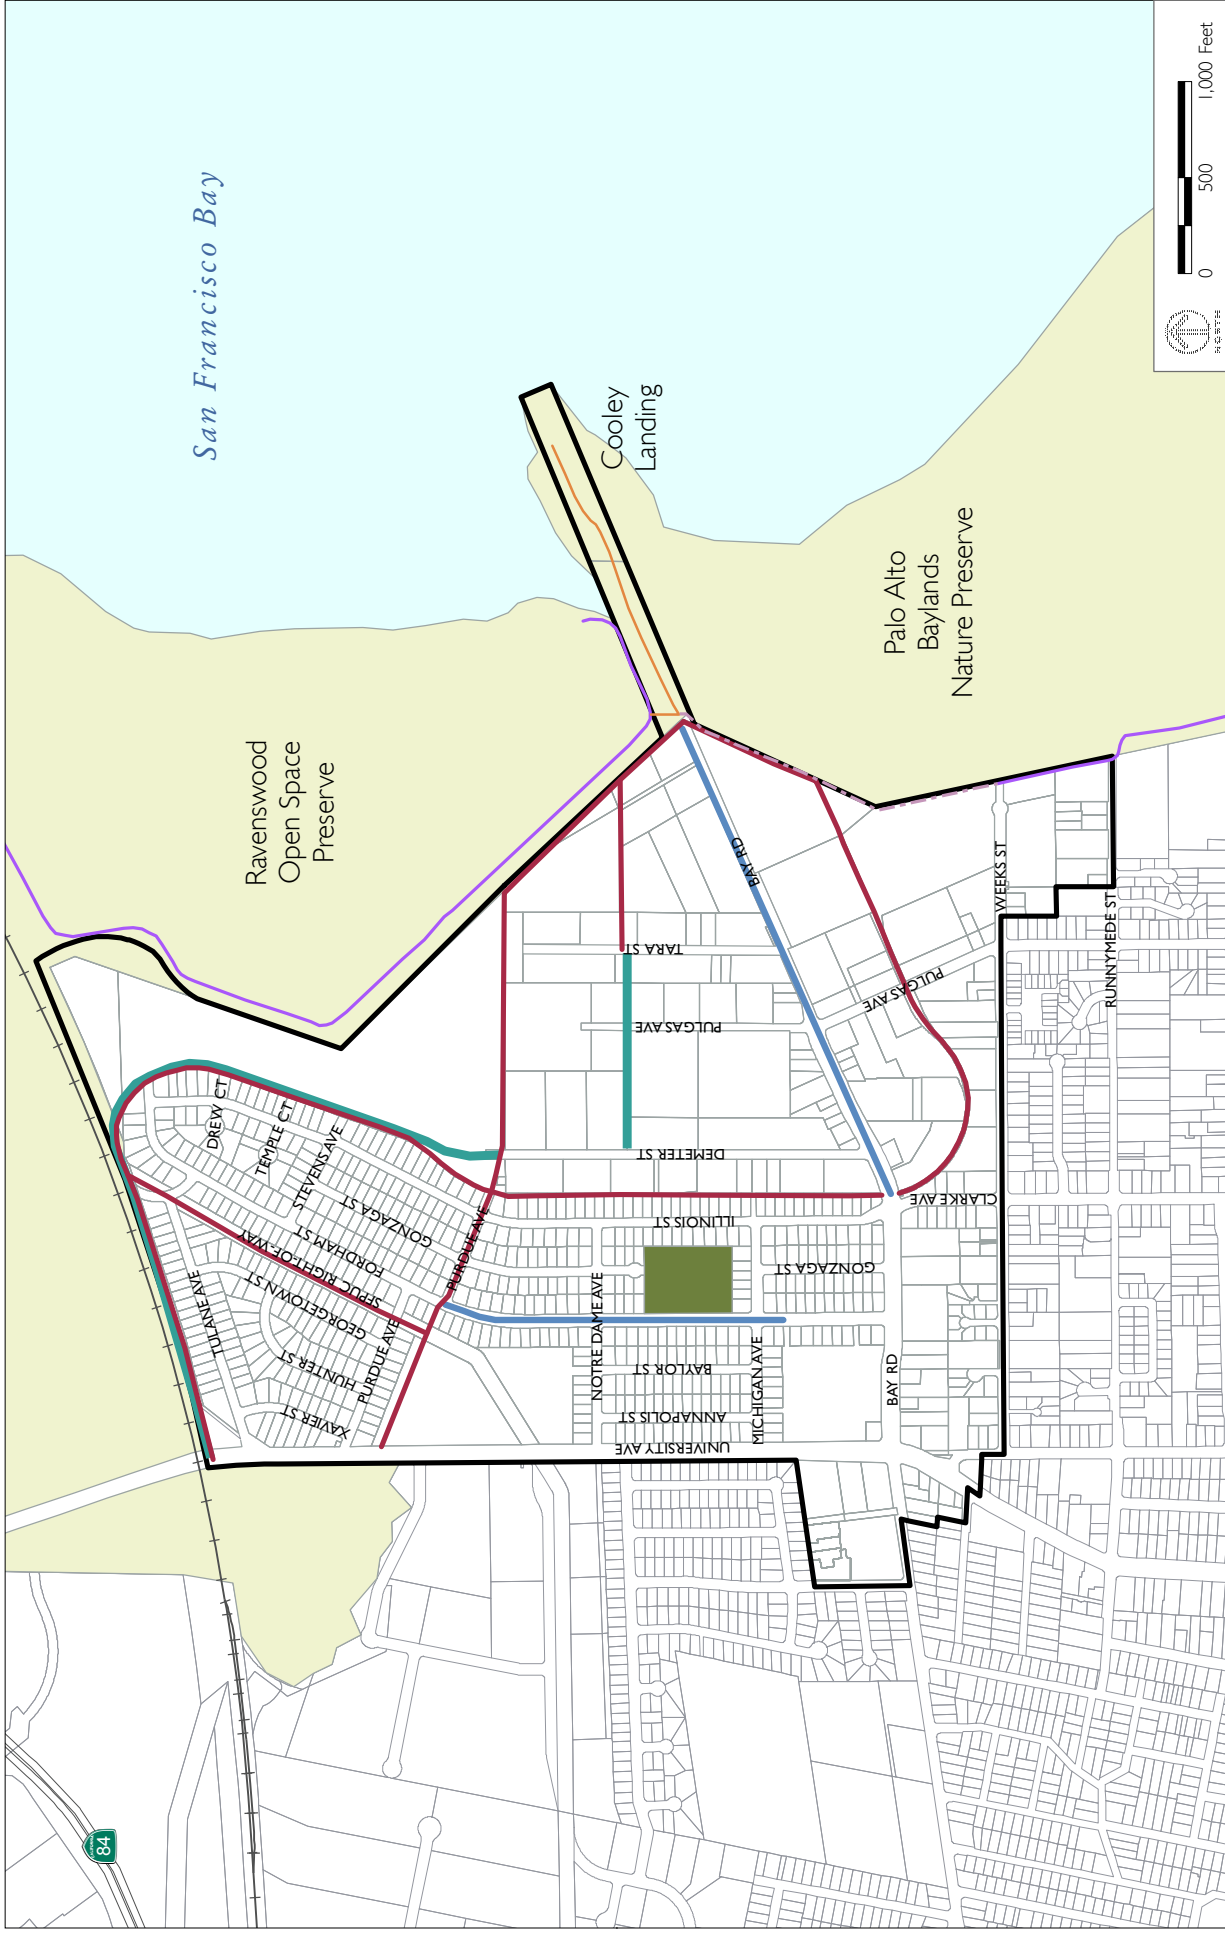 San Francisco Bay
Ravenswood
Open Space
Preserve
Cooley
Landing
Palo Alto
Baylands
Nature Preserve
84
DREW CT
TEMPLE CT
STEVENS AVE
GONZAGA ST
FORDHAM ST
SFPUC RIGHT-OF-WAY
GEORGETOWN ST
HUNTER ST
XAVIER ST
TULANE AVE
PURDUE AVE
PURDUE AVE
TARA ST
PULGAS AVE
DEMETER ST
ILLINOIS ST
GONZAGA ST
NOTRE DAME AVE
BAYLOR ST
ANNAPOLIS ST
MICHIGAN AVE
UNIVERSITY AVE
BAY RD
BAY RD
PULGAS AVE
CLARKE AVE
WEEKS ST
RUNNYMEDE ST
NORTH
0 500 1,000 Feet